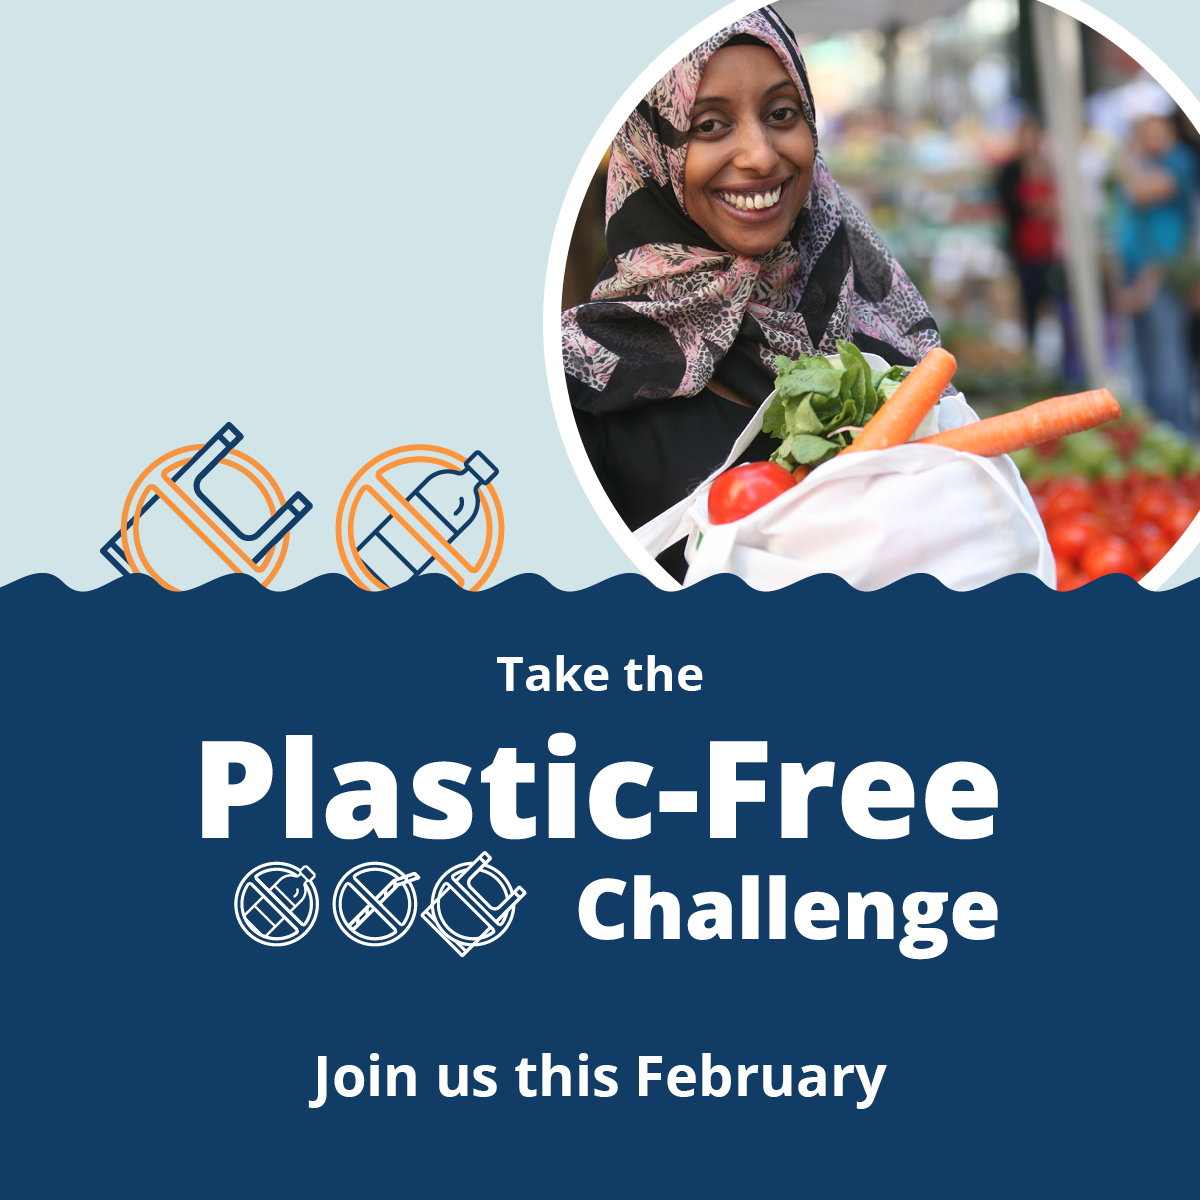 Take the
Plastic-Free
Challenge
Join us this February